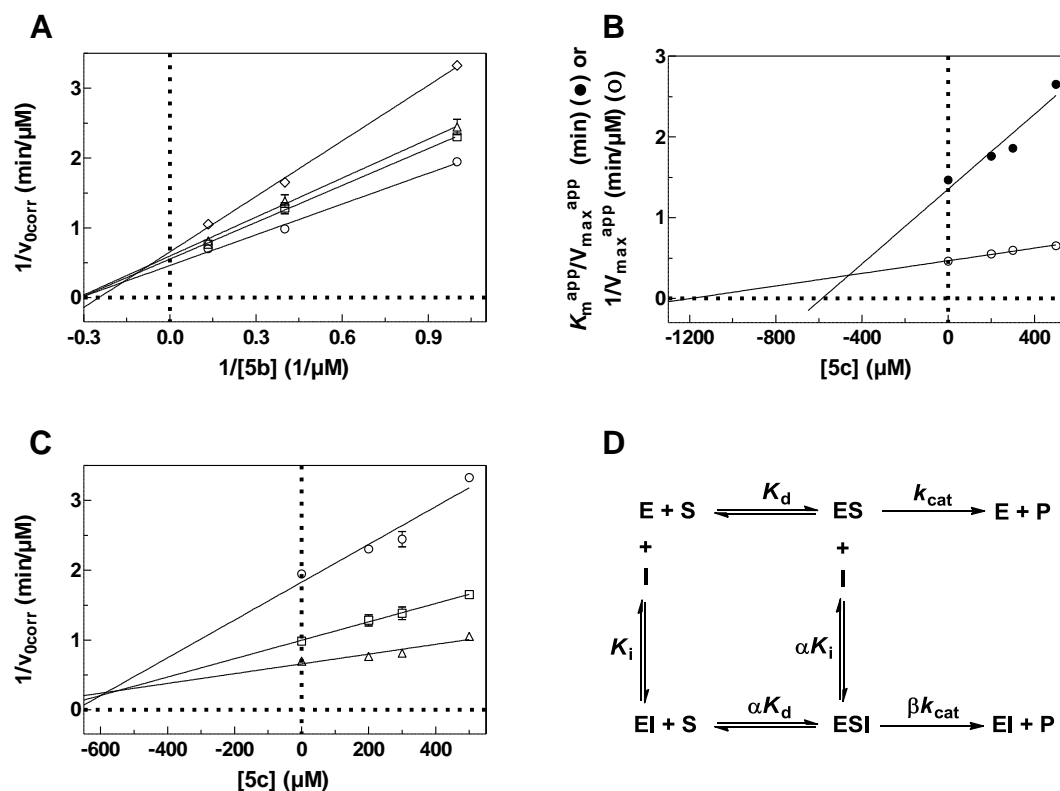 A
1/v0corr (min/µM)
3
2
1
0
-0.3 0.0 0.3 0.6 0.9
1/[5b] (1/µM)
B
Km^app/Vmax^app (min) (●) or
1/Vmax^app (min/µM) (○)
3
2
1
0
-1200 -800 -400 0 400
[5c] (µM)
C
1/v0corr (min/µM)
3
2
1
0
-600 -400 -200 0 200 400
[5c] (µM)
D
E + S Kd ES kcat E + P
+ +
I I
Ki αKi
EI + S αKd ESI βkcat EI + P